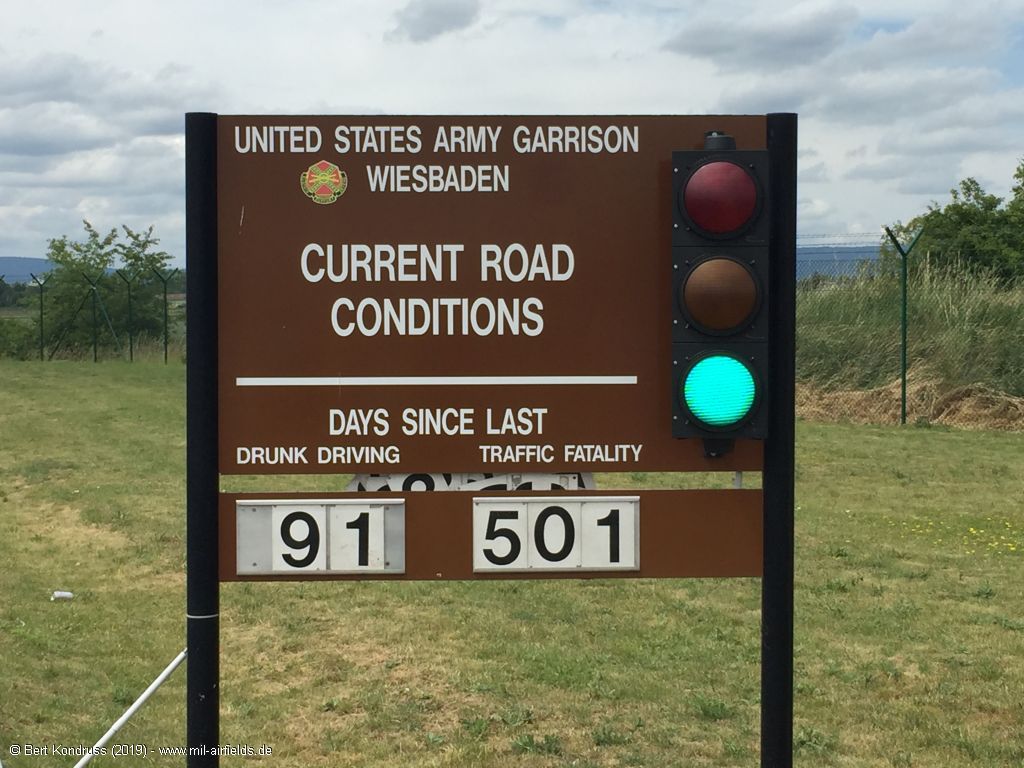 UNITED STATES ARMY GARRISON
WIESBADEN
CURRENT ROAD
CONDITIONS
DAYS SINCE LAST
DRUNK DRIVING TRAFFIC FATALITY
91 501
© Bert Kondruss (2019) - www.mil-airfields.de